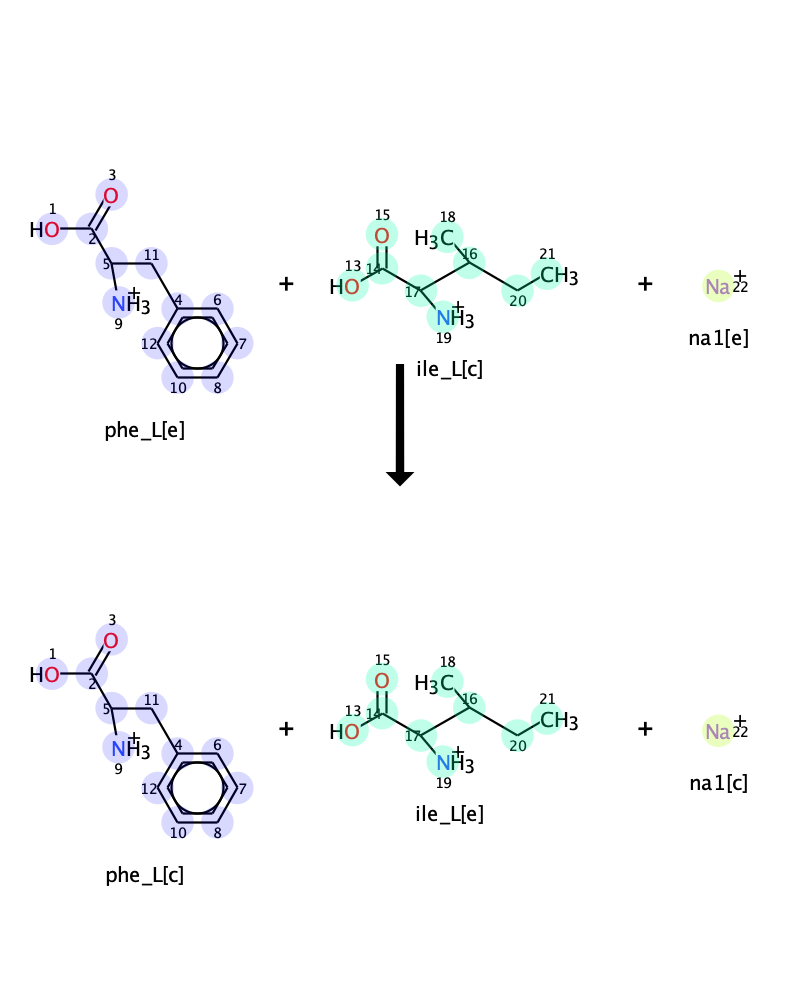 3
1
HO
O
2
5
11
NH3
+
9
4
6
12
7
10
8
phe_L[e]
+
15
O
18
H3C
13
14
HO
16
21
CH3
17
20
NH3
+
19
ile_L[c]
+
Na
+
22
na1[e]
3
1
HO
O
2
5
11
NH3
+
9
4
6
12
7
10
8
phe_L[c]
+
15
O
18
H3C
13
14
HO
16
21
CH3
17
20
NH3
+
19
ile_L[e]
+
Na
+
22
na1[c]